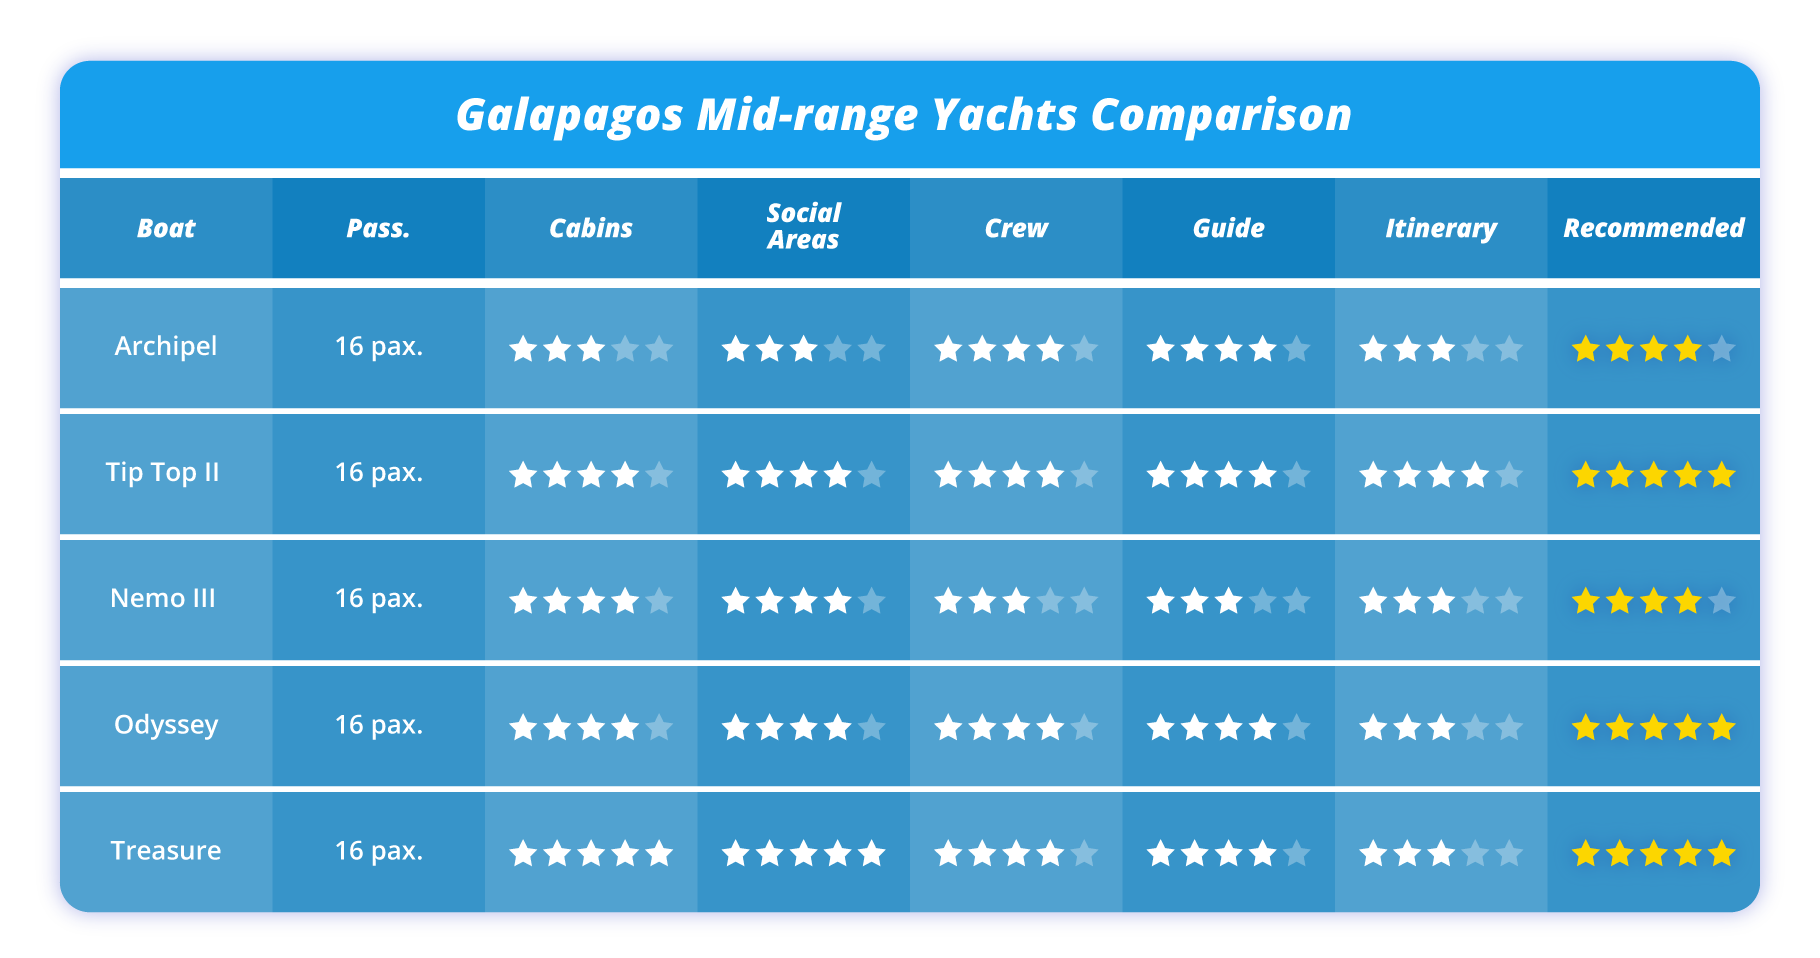 Galapagos Mid-range Yachts Comparison
Boat Pass. Cabins Social Areas Crew Guide Itinerary Recommended
Archipel 16 pax.
Tip Top II 16 pax.
Nemo III 16 pax.
Odyssey 16 pax.
Treasure 16 pax.